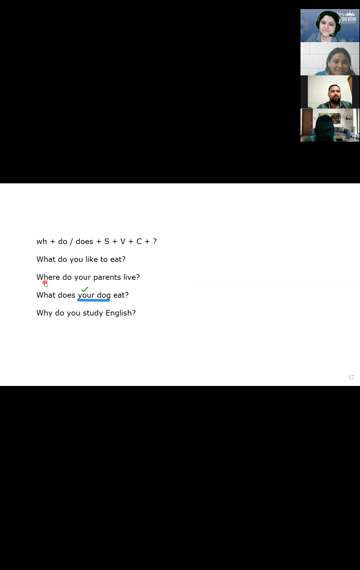 wh + do / does + S + V + C + ?
What do you like to eat?
Where do your parents live?
What does your dog eat?
Why do you study English?
17